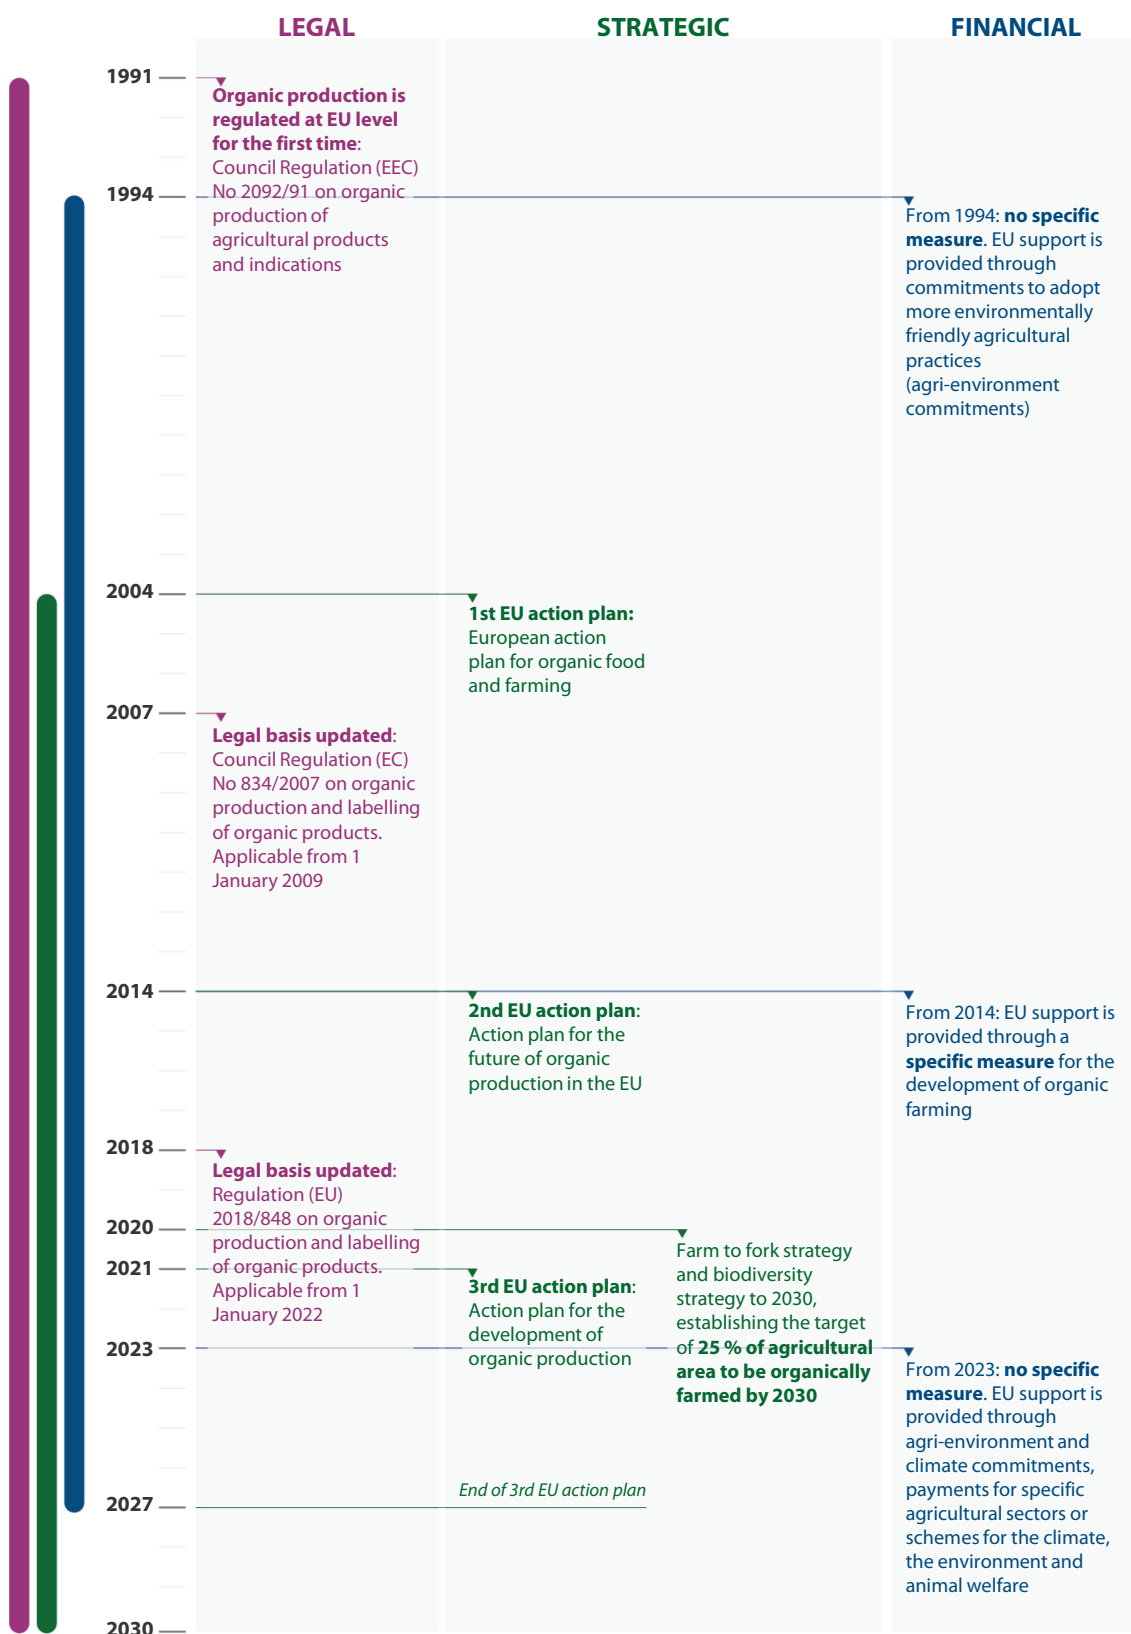 LEGAL
STRATEGIC
FINANCIAL
1991
Organic production is
regulated at EU level
for the first time:
Council Regulation (EEC)
No 2092/91 on organic
production of
agricultural products
and indications
1994
From 1994: no specific
measure. EU support is
provided through
commitments to adopt
more environmentally
friendly agricultural
practices
(agri-environment
commitments)
2004
1st EU action plan:
European action
plan for organic food
and farming
2007
Legal basis updated:
Council Regulation (EC)
No 834/2007 on organic
production and labelling
of organic products.
Applicable from 1
January 2009
2014
2nd EU action plan:
Action plan for the
future of organic
production in the EU
From 2014: EU support is
provided through a
specific measure for the
development of organic
farming
2018
Legal basis updated:
Regulation (EU)
2018/848 on organic
production and labelling
of organic products.
Applicable from 1
January 2022
2020
Farm to fork strategy
and biodiversity
strategy to 2030,
establishing the target
of 25 % of agricultural
area to be organically
farmed by 2030
2021
3rd EU action plan:
Action plan for the
development of
organic production
2023
From 2023: no specific
measure. EU support is
provided through
agri-environment and
climate commitments,
payments for specific
agricultural sectors or
schemes for the climate,
the environment and
animal welfare
End of 3rd EU action plan
2027
2030